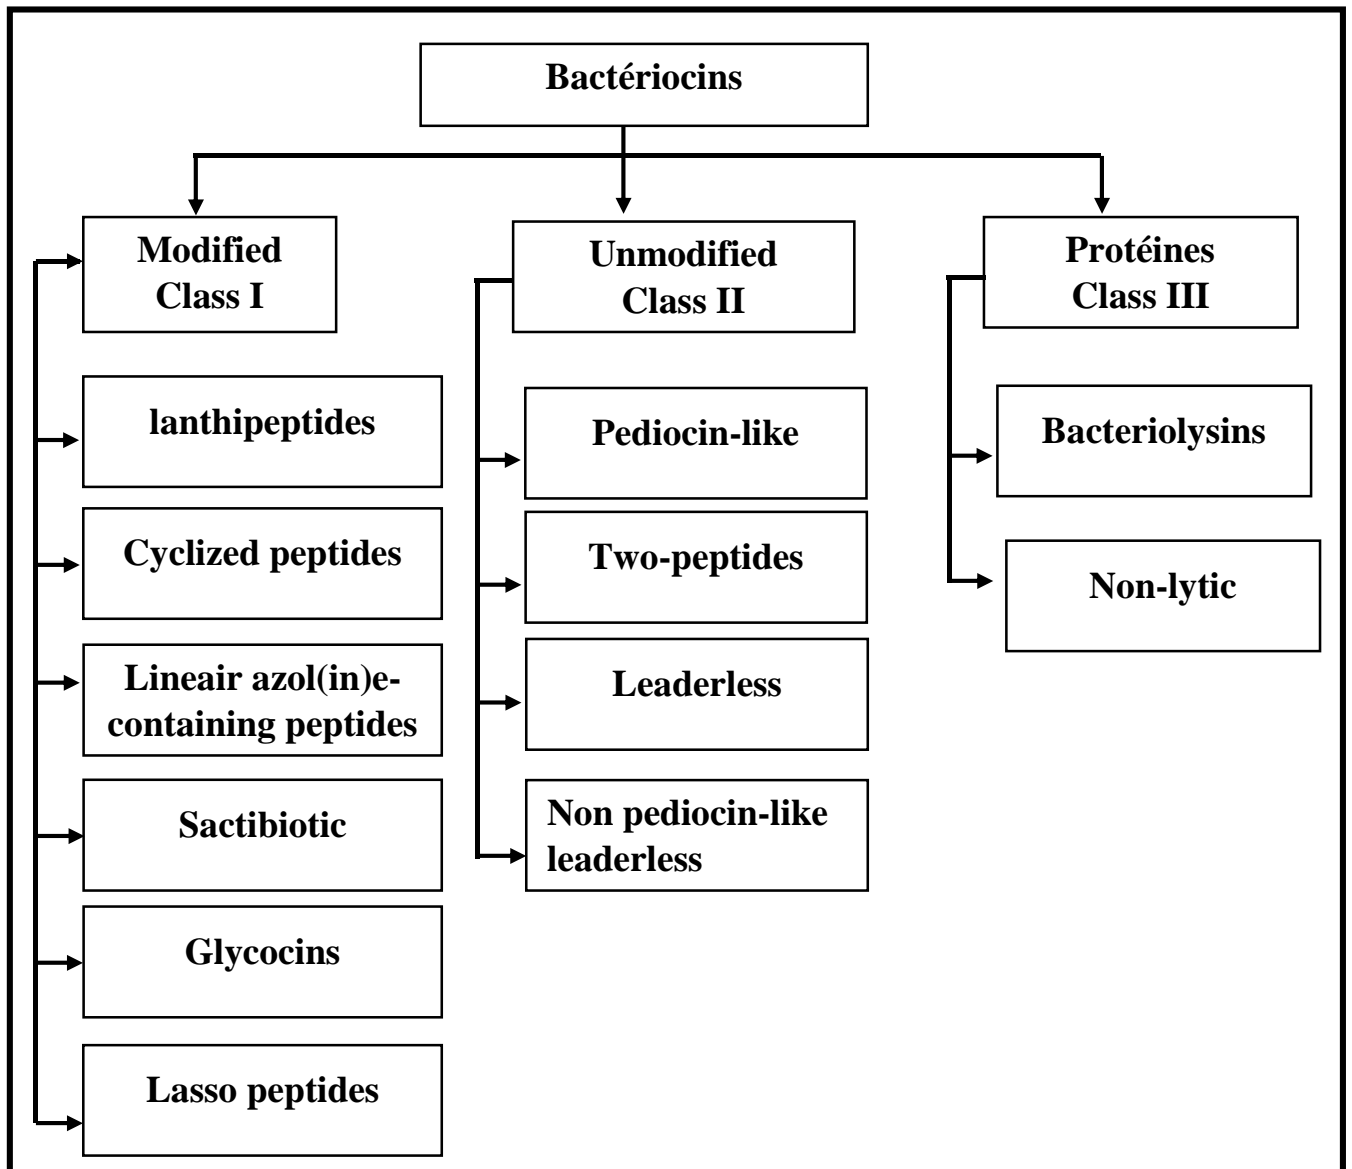 Bactériocins
Modified
Class I
Unmodified
Class II
Protéines
Class III
lanthipeptides
Cyclized peptides
Lineair azol(in)e-
containing peptides
Sactibiotic
Glycocins
Lasso peptides
Pediocin-like
Two-peptides
Leaderless
Non pediocin-like
leaderless
Bacteriolysins
Non-lytic